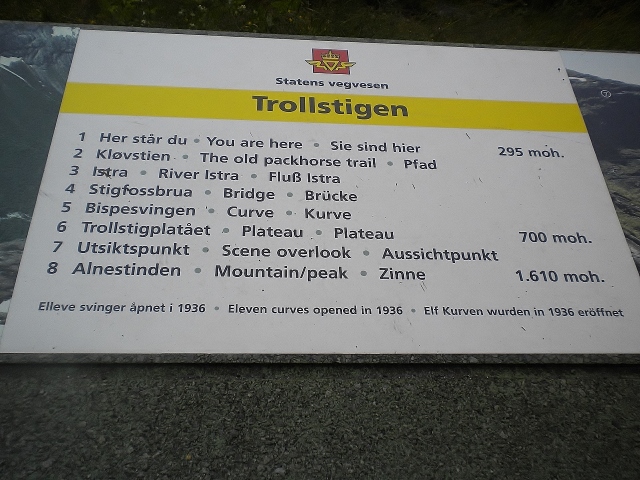 Statens vegvesen
Trollstigen
1 Her står du • You are here • Sie sind hier 295 moh.
2 Kløvstien • The old packhorse trail • Pfad
3 Istra • River Istra • Fluß Istra
4 Stigfossbrua • Bridge • Brücke
5 Bispesvingen • Curve • Kurve
6 Trollstigplatået • Plateau • Plateau 700 moh.
7 Utsiktspunkt • Scene overlook • Aussichtpunkt
8 Alnestinden • Mountain/peak • Zinne 1.610 moh.
Elleve svinger åpnet i 1936 • Eleven curves opened in 1936 • Elf Kurven wurden in 1936 eröffnet